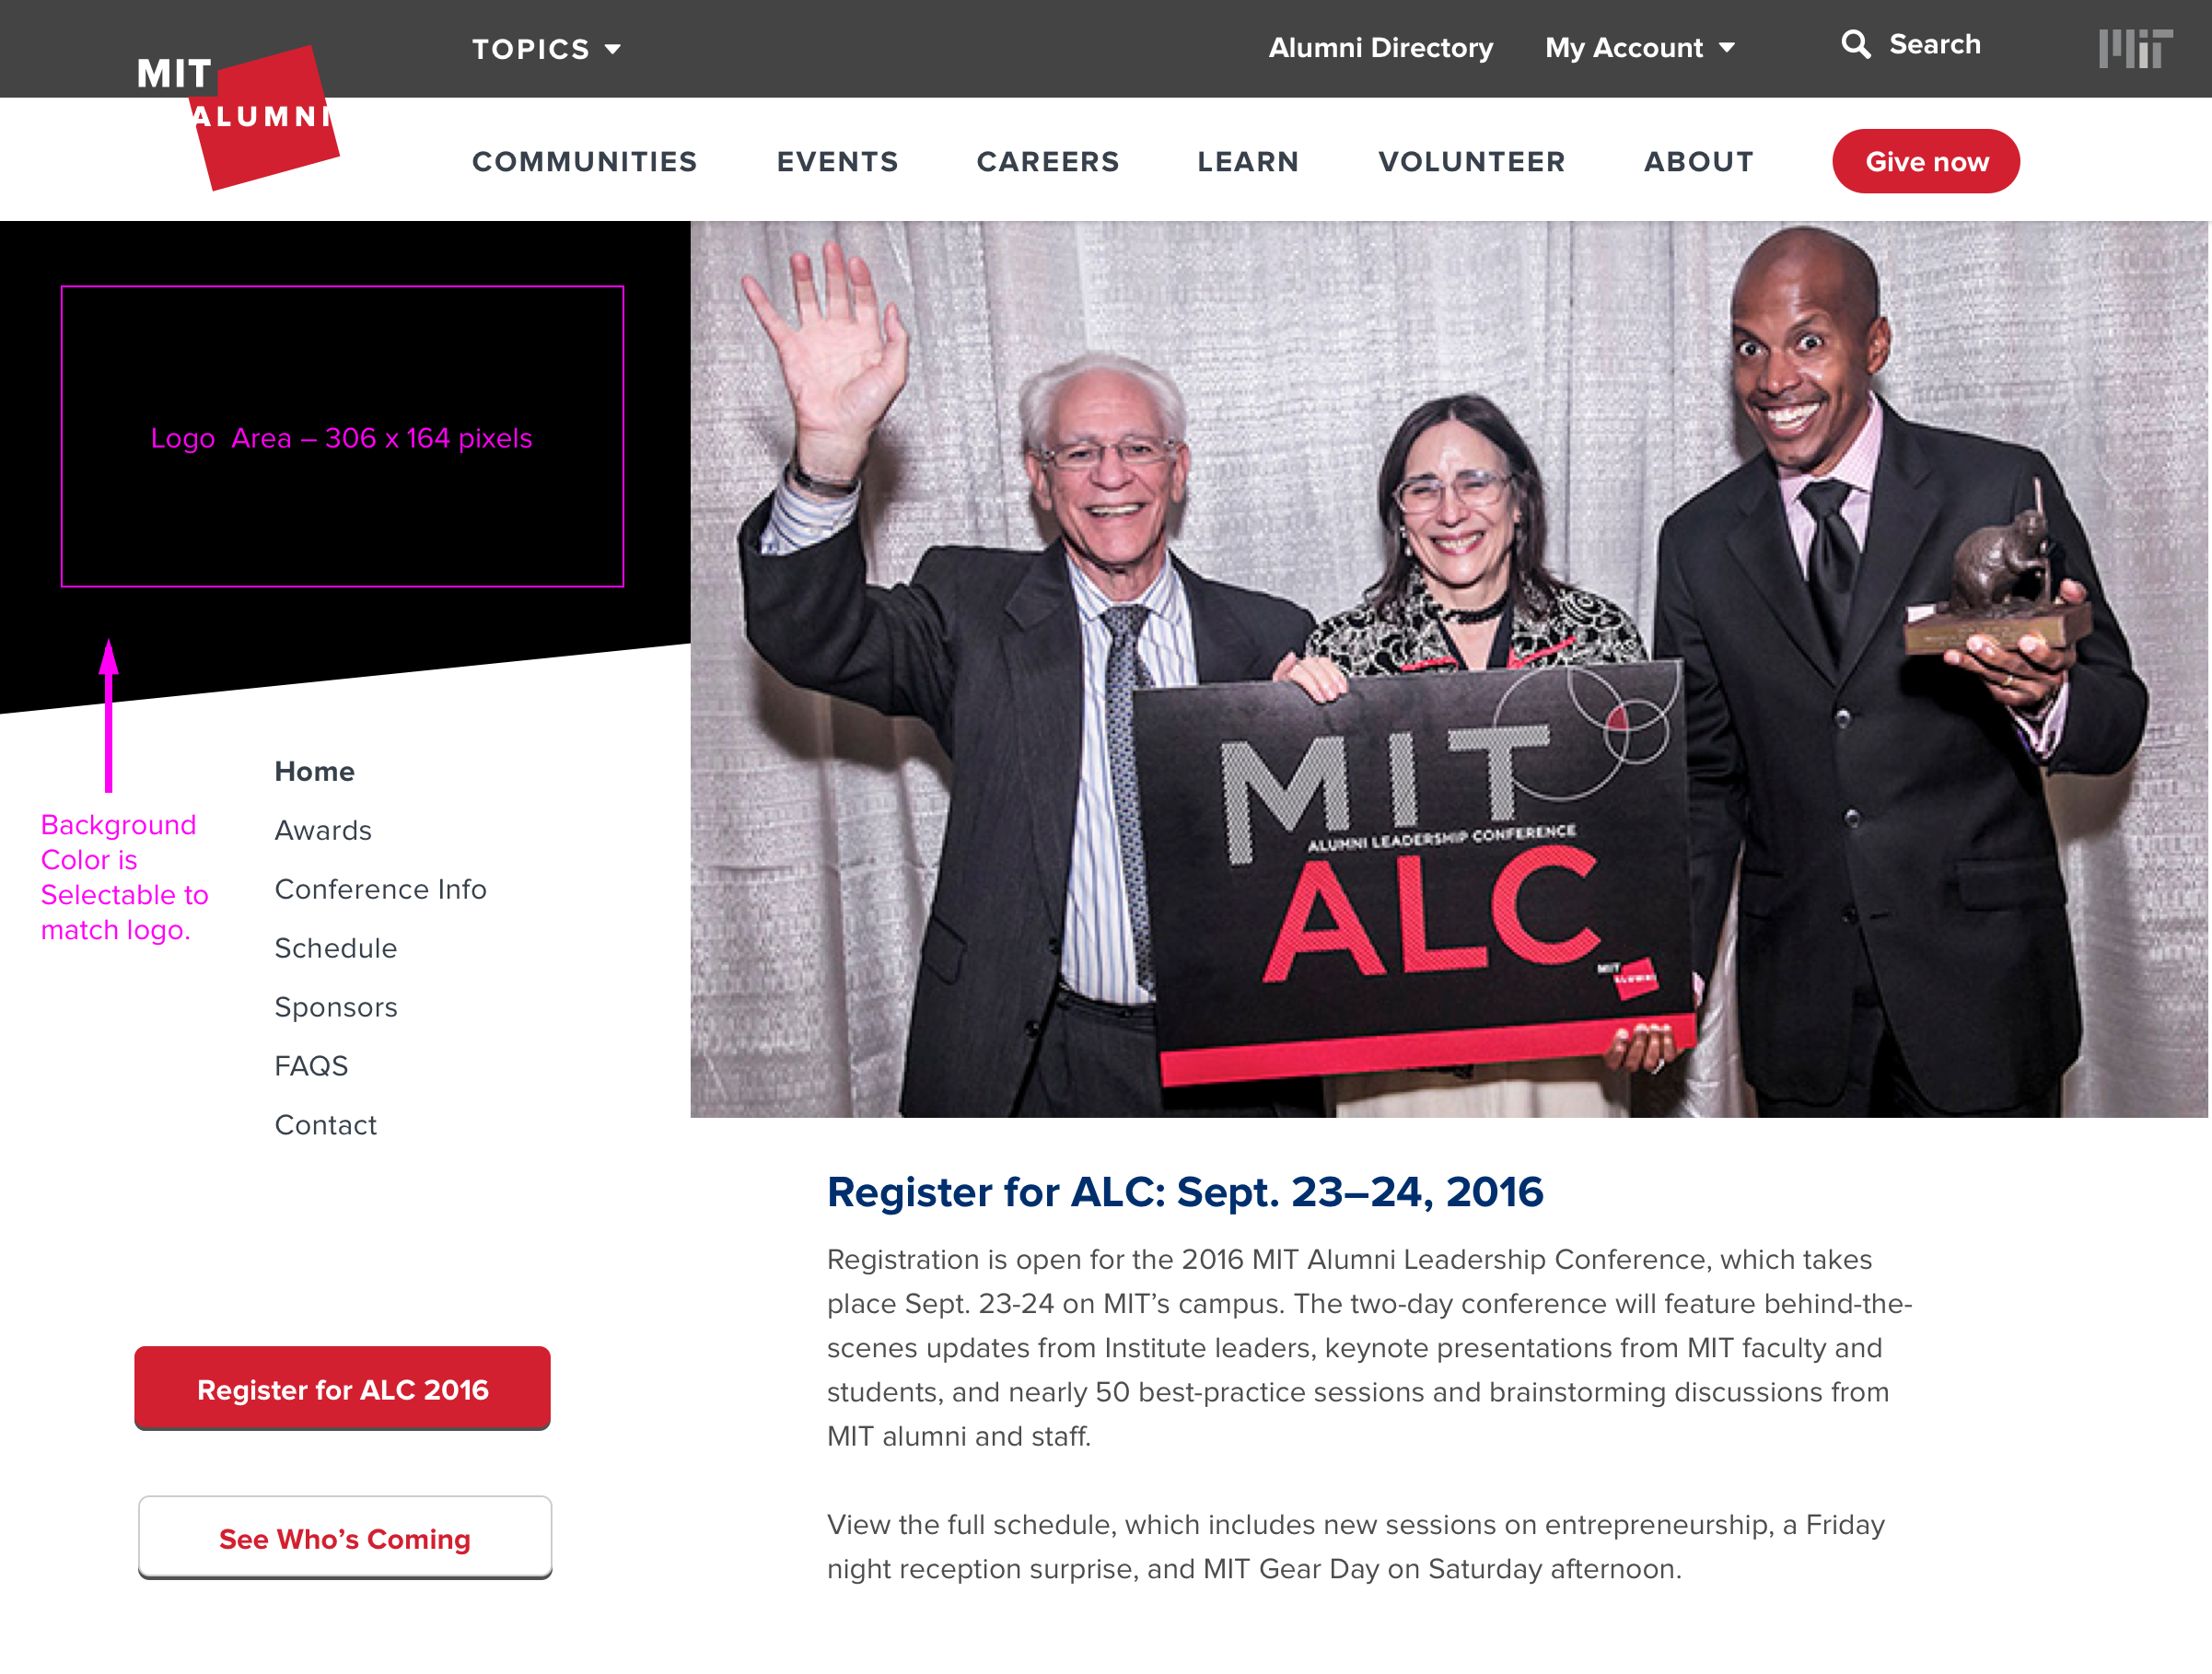 TOPICS
Alumni Directory
My Account
Search
MIT
MIT
ALUMNI
COMMUNITIES
EVENTS
CAREERS
LEARN
VOLUNTEER
ABOUT
Give now
Logo Area – 306 x 164 pixels
Background
Color is
Selectable to
match logo.
Home
Awards
Conference Info
Schedule
Sponsors
FAQS
Contact
MIT
ALUMNI LEADERSHIP CONFERENCE
ALC
MIT
ALUMNI
Register for ALC 2016
See Who’s Coming
Register for ALC: Sept. 23–24, 2016
Registration is open for the 2016 MIT Alumni Leadership Conference, which takes
place Sept. 23-24 on MIT’s campus. The two-day conference will feature behind-the-
scenes updates from Institute leaders, keynote presentations from MIT faculty and
students, and nearly 50 best-practice sessions and brainstorming discussions from
MIT alumni and staff.
View the full schedule, which includes new sessions on entrepreneurship, a Friday
night reception surprise, and MIT Gear Day on Saturday afternoon.